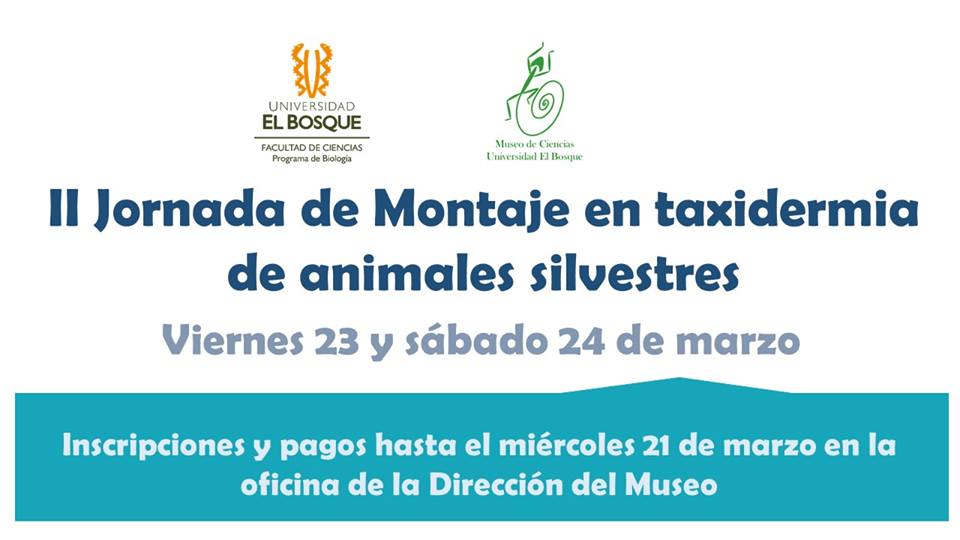 UNIVERSIDAD
EL BOSQUE
FACULTAD DE CIENCIAS
Programa de Biología
Museo de Ciencias
Universidad El Bosque
II Jornada de Montaje en taxidermia
de animales silvestres
Viernes 23 y sábado 24 de marzo
Inscripciones y pagos hasta el miércoles 21 de marzo en la
oficina de la Dirección del Museo